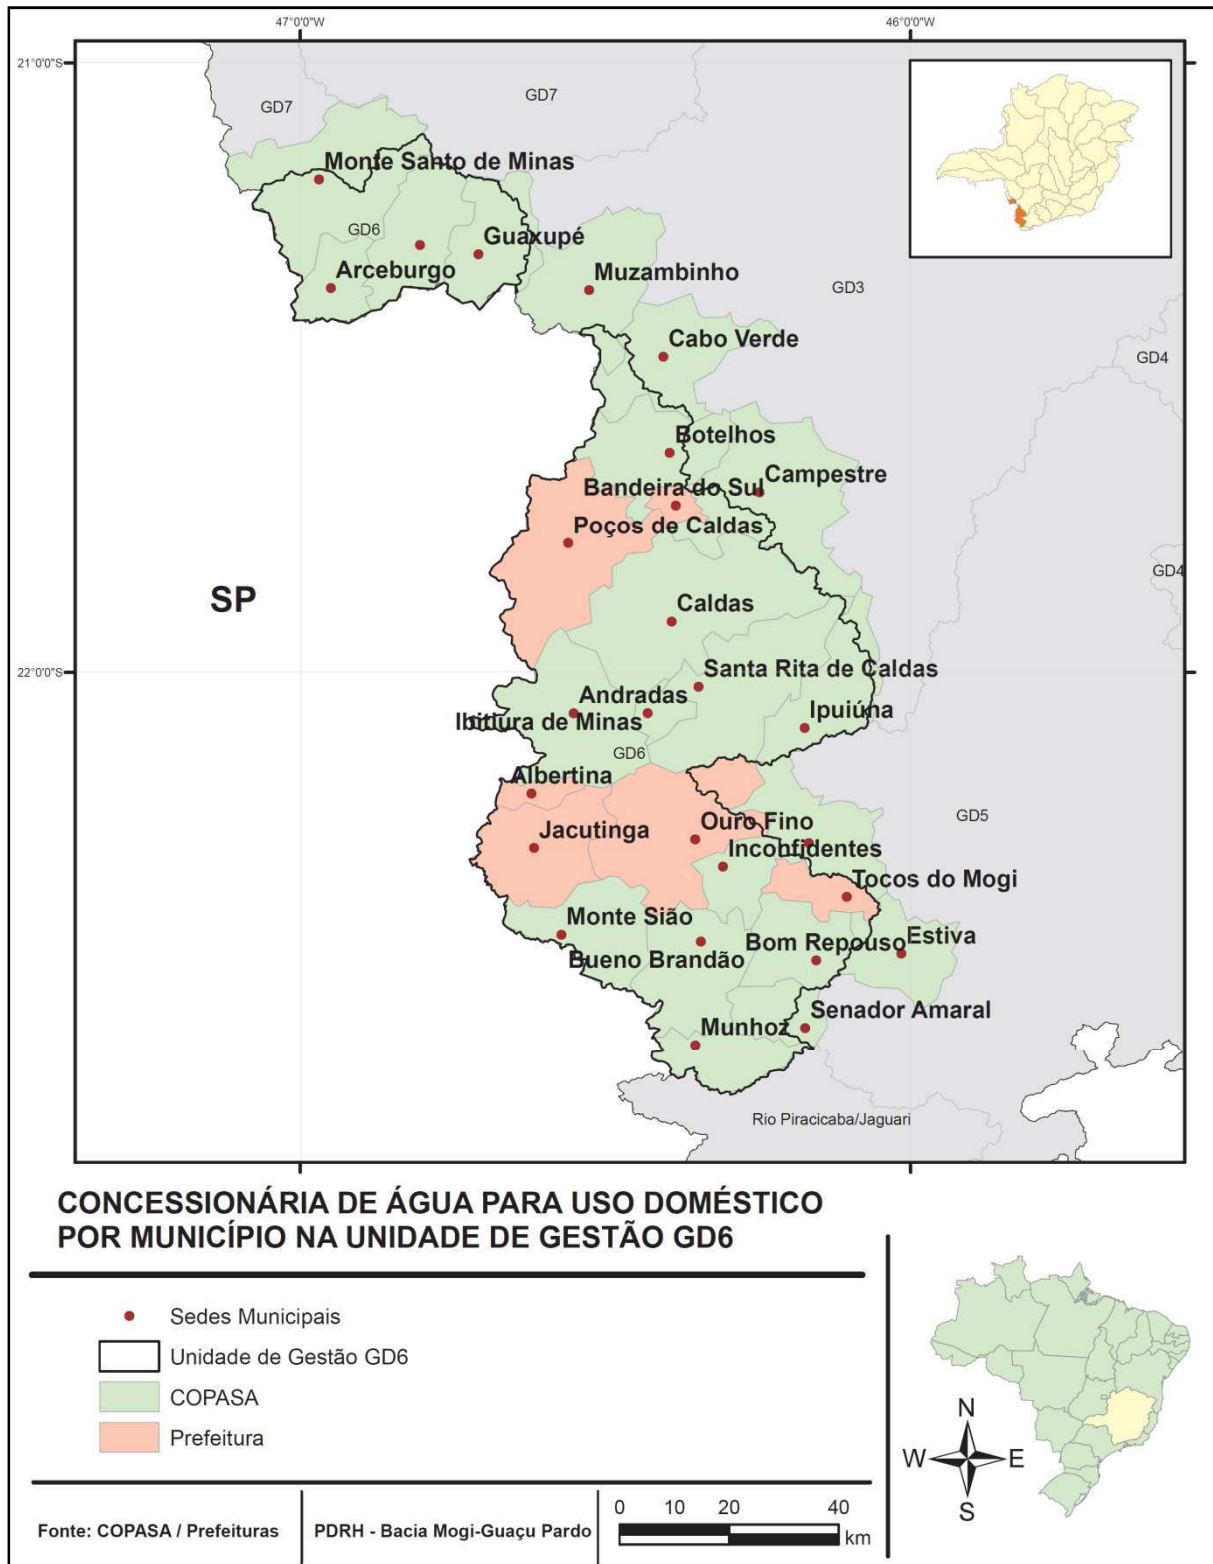 47°0'0"W
46°0'0"W
21°0'0"S
GD7
GD7
Monte Santo de Minas
GD6
Guaxupé
Arceburgo
Muzambinho
GD3
Cabo Verde
GD4
Botelhos
Campestre
Bandeira do Sul
Poços de Caldas
GD4
SP
Caldas
22°0'0"S
Santa Rita de Caldas
Andradas
Ibitiura de Minas
Ipuiúna
GD6
Albertina
Jacutinga
Ouro Fino
GD5
Inconfidentes
Tocos do Mogi
Monte Sião
Bom Repouso
Estiva
Bueno Brandão
Senador Amaral
Munhoz
Rio Piracicaba/Jaguari
CONCESSIONÁRIA DE ÁGUA PARA USO DOMÉSTICO
POR MUNICÍPIO NA UNIDADE DE GESTÃO GD6
Sedes Municipais
Unidade de Gestão GD6
COPASA
Prefeitura
N
W
E
S
Fonte: COPASA / Prefeituras
PDRH - Bacia Mogi-Guaçu Pardo
0 10 20 40
km